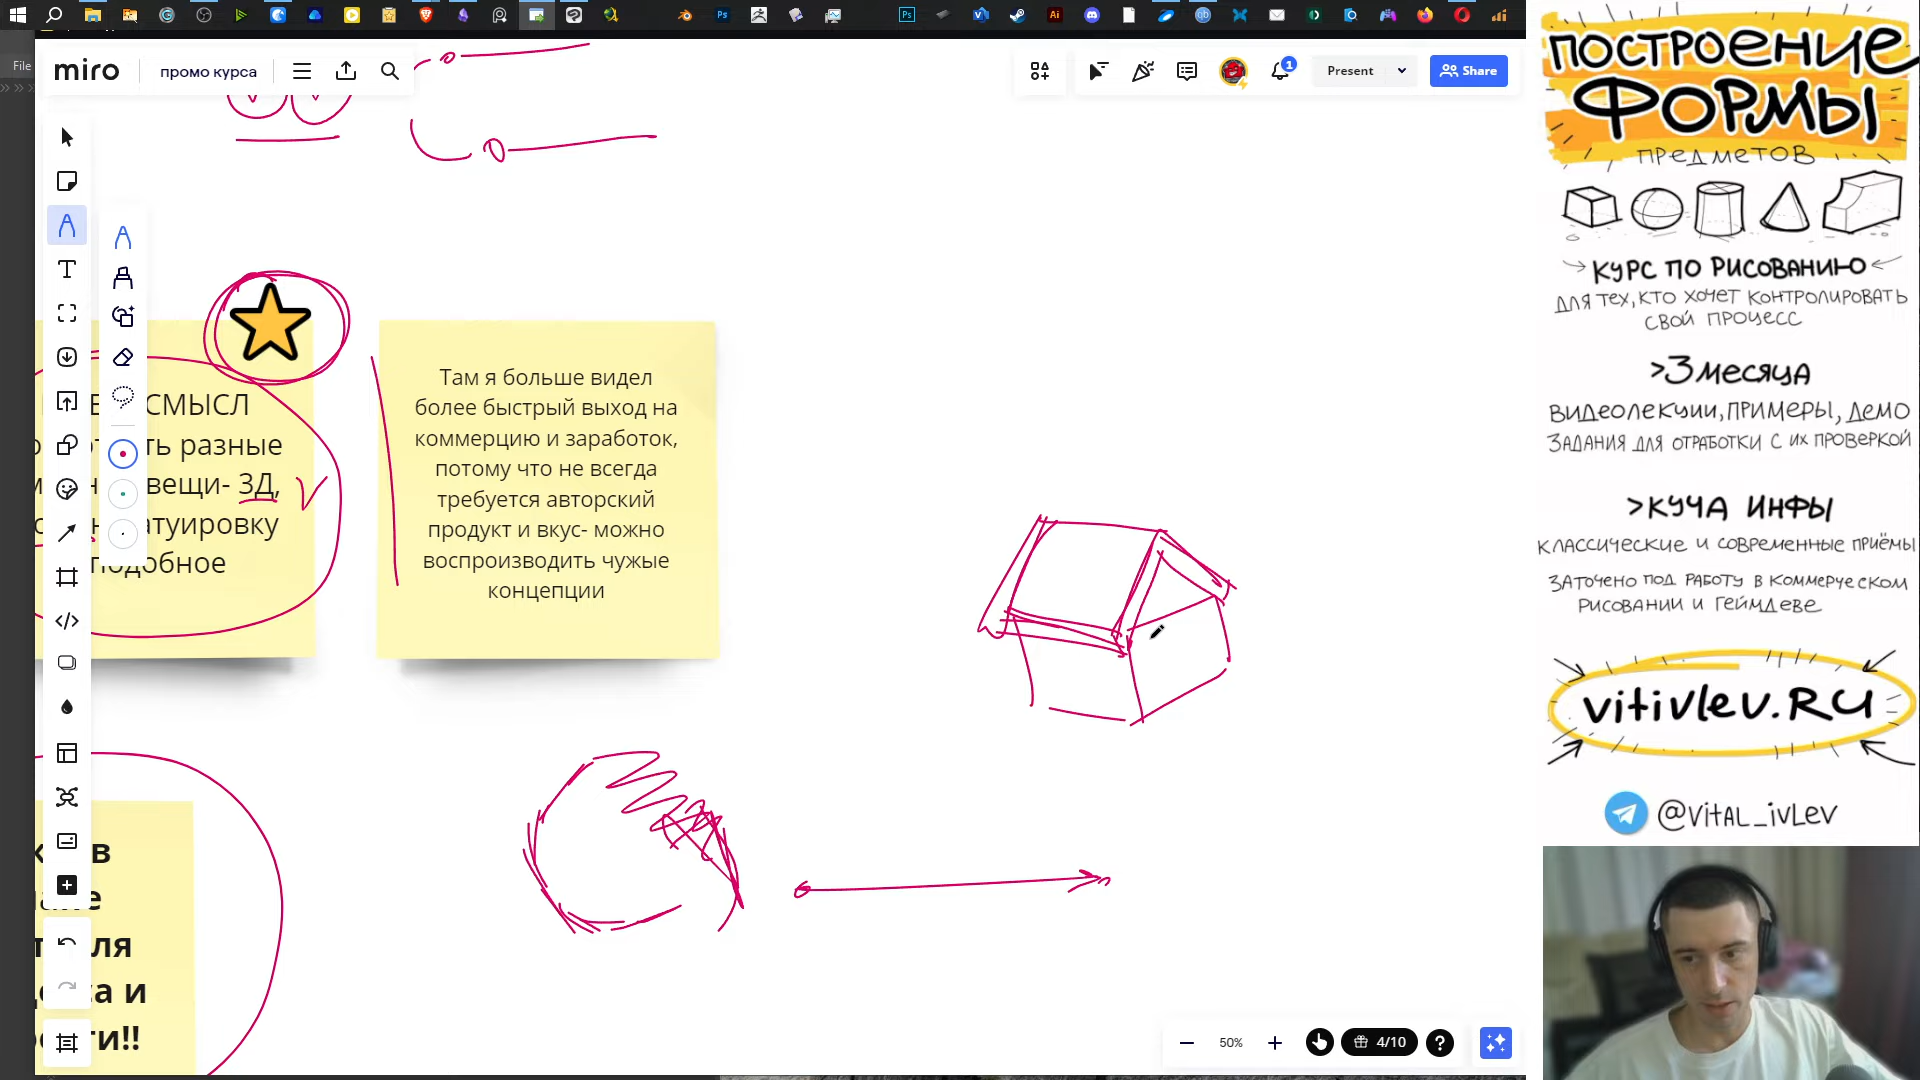 File
miro
промо курса
Present
1
Share
СМЫСЛ
ть разные
вещи- 3Д,
атуировку
подобное
Там я больше видел
более быстрый выход на
коммерцию и заработок,
потому что не всегда
требуется авторский
продукт и вкус- можно
воспроизводить чужые
концепции
в
ля
а и
ти!!
50%
4/10
ПОСТРОЕНИЕ
ФОРМЫ
ПРЕДМЕТОВ
КУРС ПО РИСОВАНИЮ
ДЛЯ ТЕХ, КТО ХОЧЕТ КОНТРОЛИРОВАТЬ
СВОЙ ПРОЦЕСС
>3 месяца
ВИДЕОЛЕКЦИИ, ПРИМЕРЫ, ДЕМО
ЗАДАНИЯ ДЛЯ ОТРАБОТКИ С ИХ ПРОВЕРКОЙ
>КУЧА ИНФЫ
КЛАССИЧЕСКИЕ И СОВРЕМЕННЫЕ ПРИЁМЫ
ЗАТОЧЕНО ПОД РАБОТУ В КОММЕРЧЕСКОМ
РИСОВАНИИ И ГЕЙМДЕВЕ
vitivlev.RU
@VITAL_IVLEV